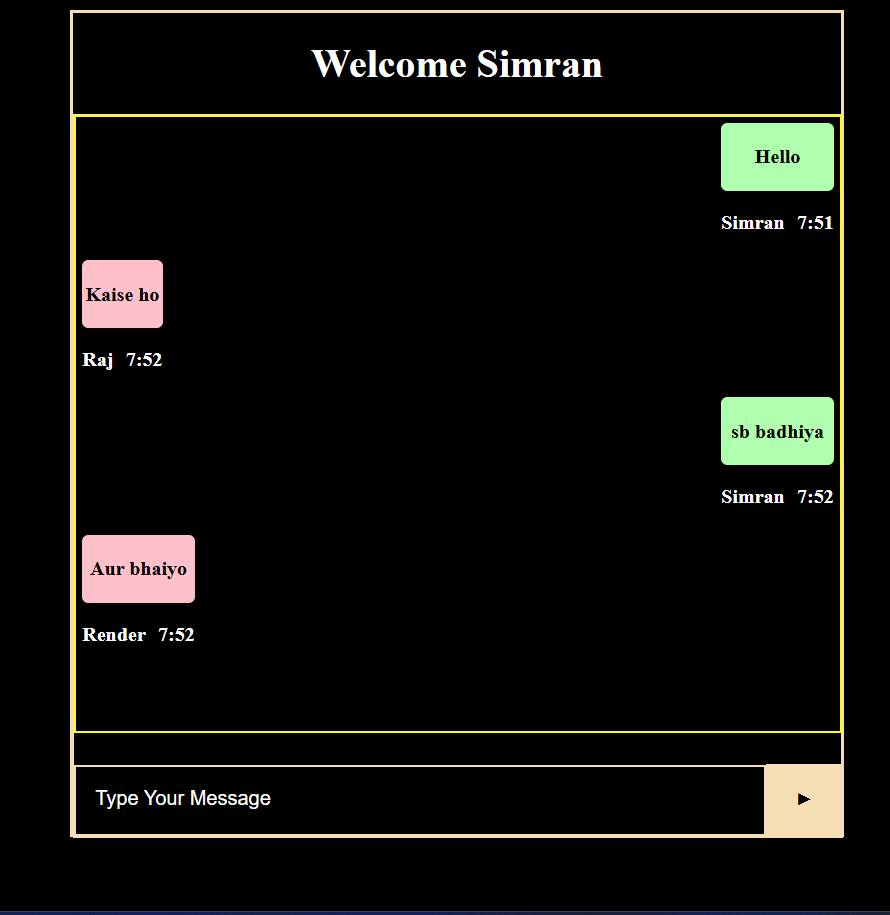 Welcome Simran
Hello
Simran 7:51
Kaise ho
Raj 7:52
sb badhiya
Simran 7:52
Aur bhaiyo
Render 7:52
Type Your Message